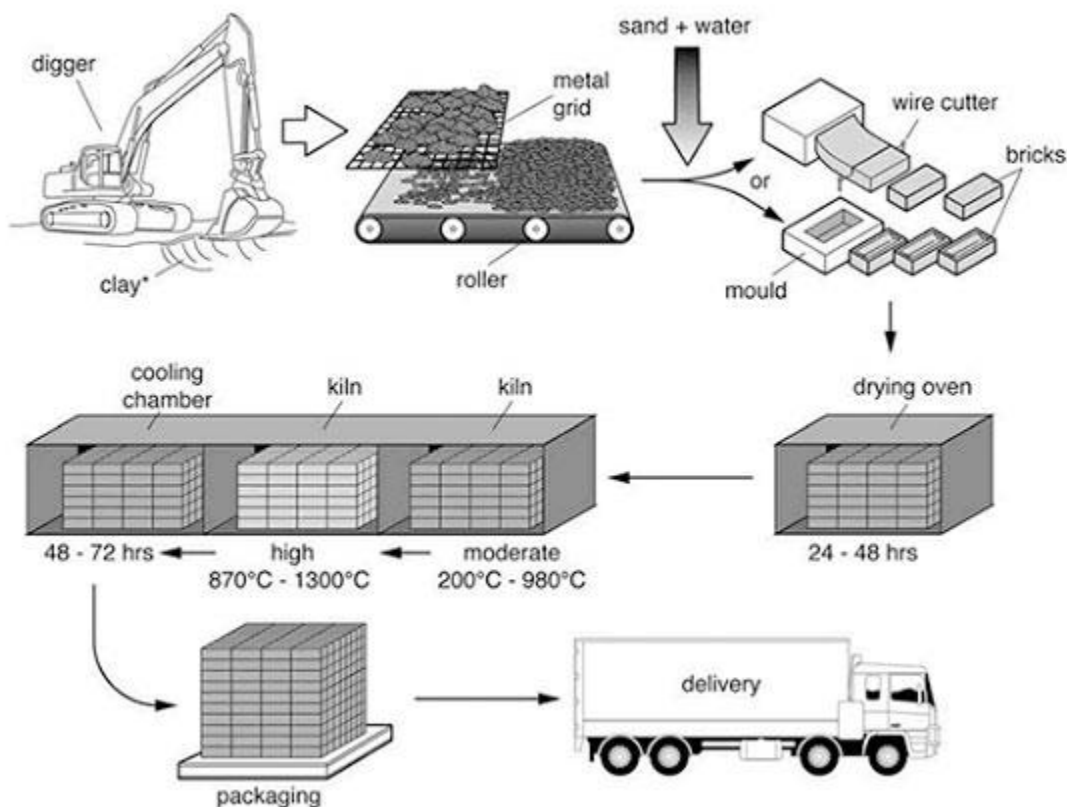 digger
clay*
metal
grid
roller
sand + water
wire cutter
bricks
or
mould
drying oven
24 - 48 hrs
kiln
moderate
200°C - 980°C
kiln
high
870°C - 1300°C
cooling
chamber
48 - 72 hrs
packaging
delivery